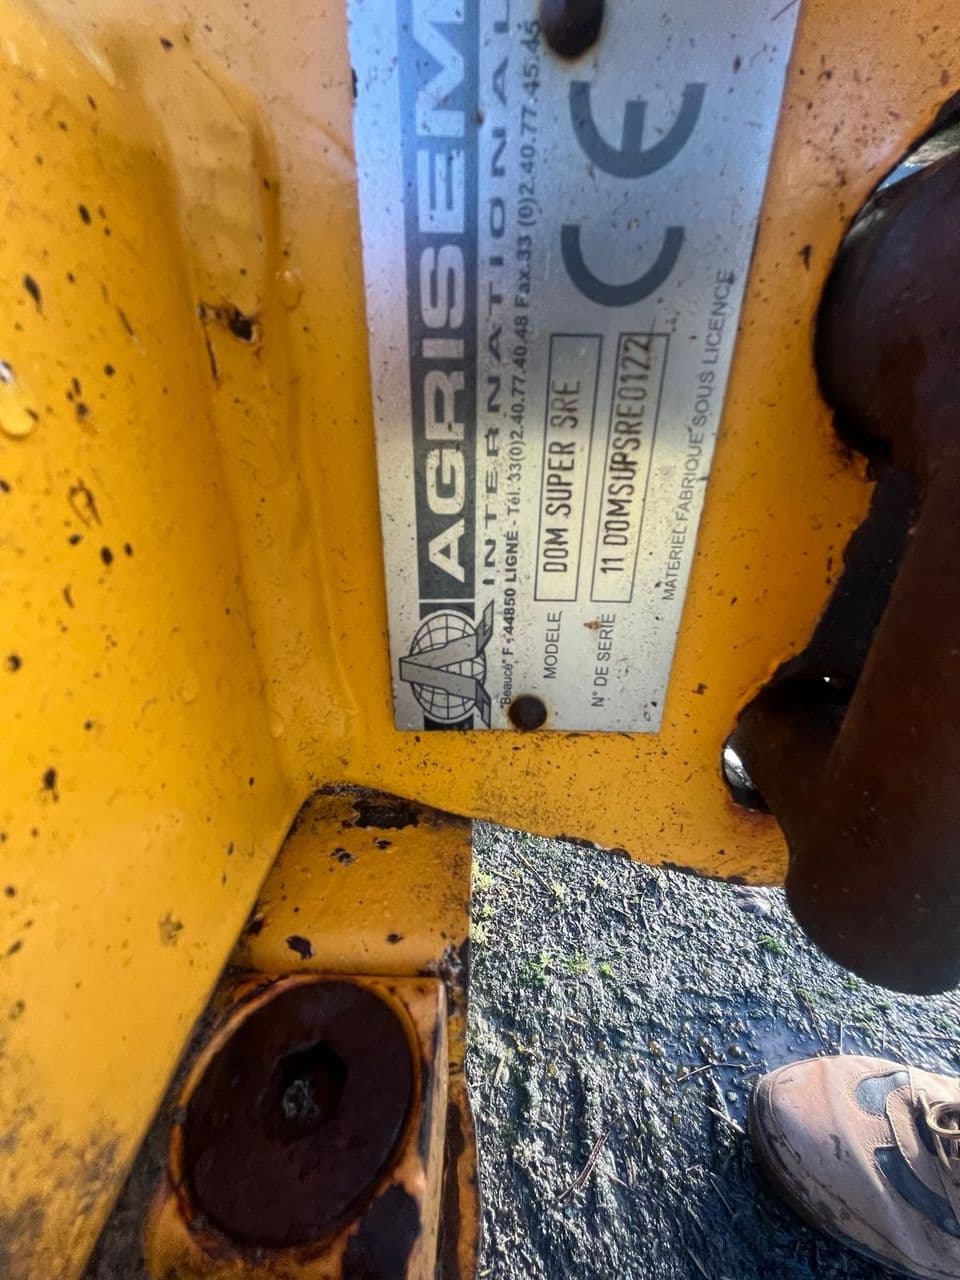 AGRISEM
INTERNATIONAL
"Beaucé" F - 44850 LIGNÉ - Tél. 33(0)2.40.77.40.48 Fax.33 (0)2.40.77.45.45
MODELE DOM SUPER SRE
N° DE SERIE 11 DOMSUPSRE0122
MATERIEL FABRIQUE SOUS LICENCE
CE